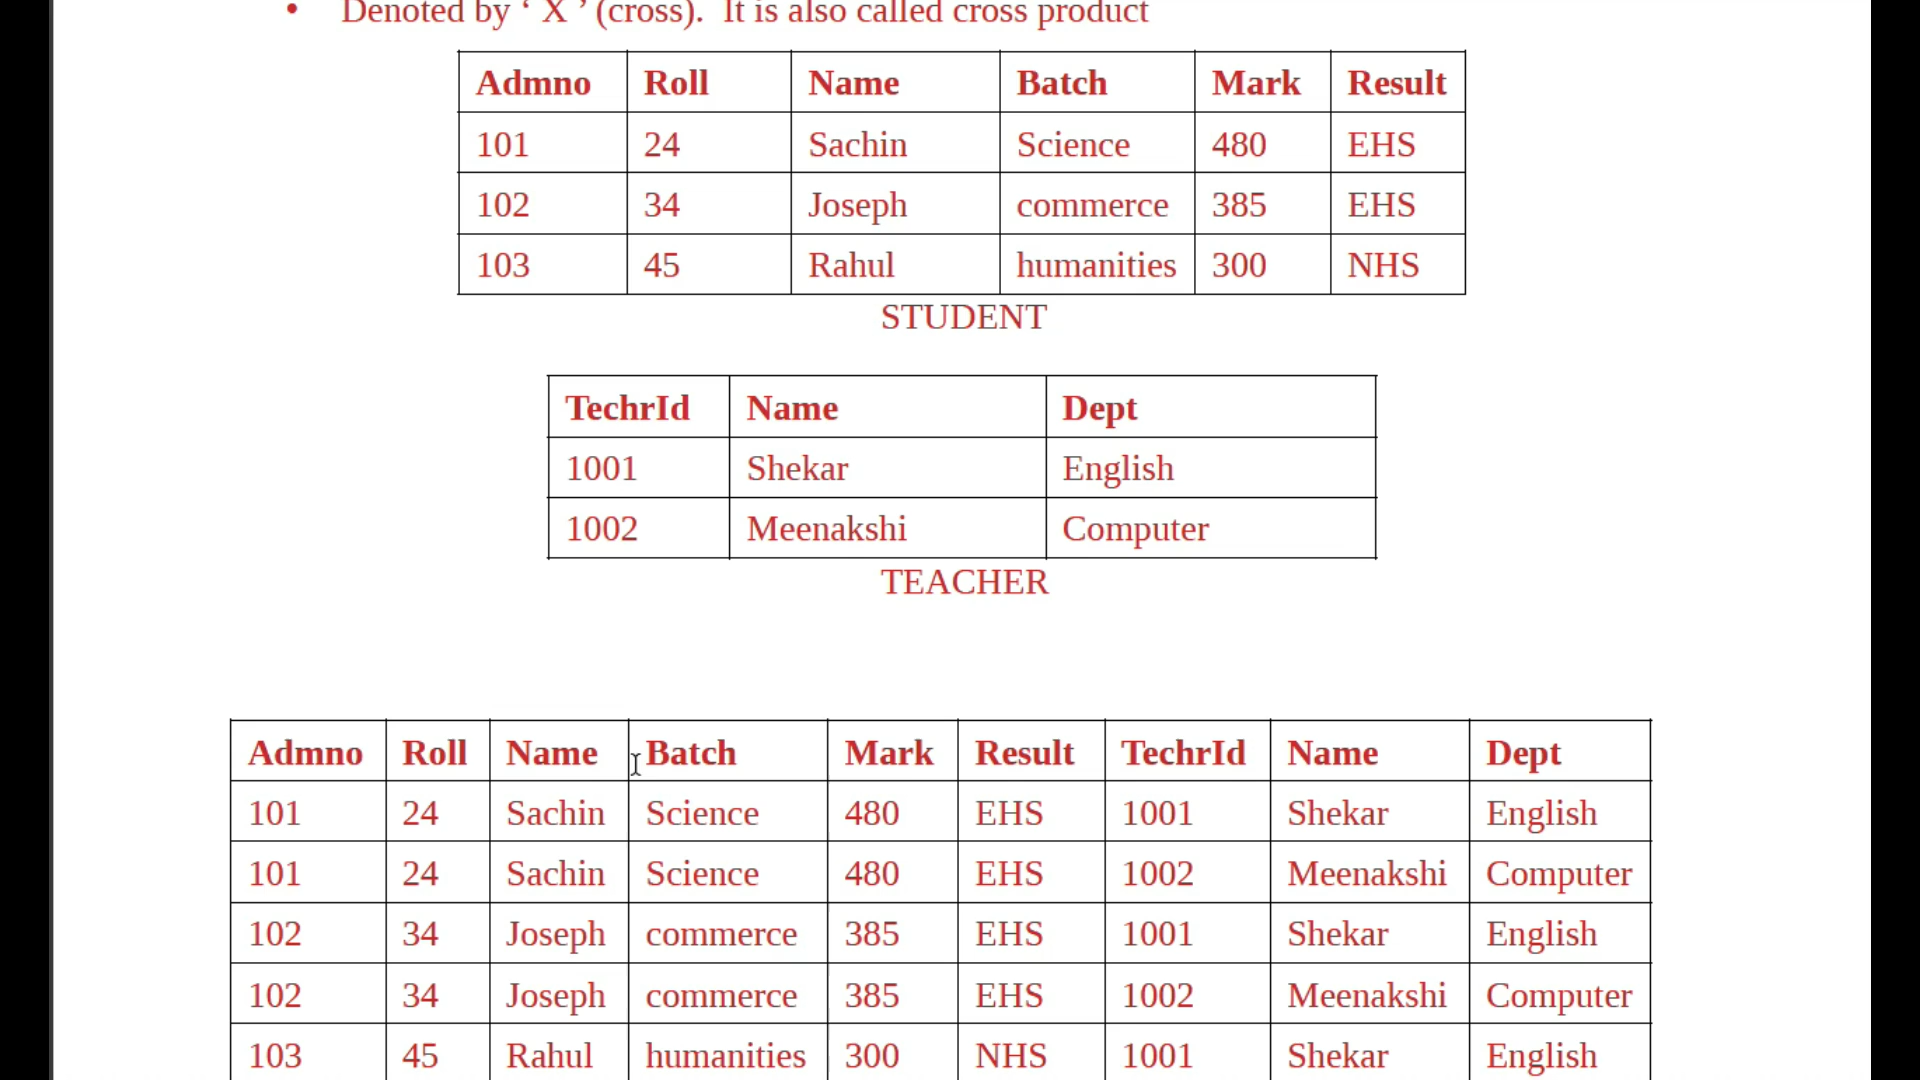 • Denoted by ‘ X ’ (cross). It is also called cross product
Admno Roll Name Batch Mark Result
101 24 Sachin Science 480 EHS
102 34 Joseph commerce 385 EHS
103 45 Rahul humanities 300 NHS
STUDENT
TechrId Name Dept
1001 Shekar English
1002 Meenakshi Computer
TEACHER
Admno Roll Name Batch Mark Result TechrId Name Dept
101 24 Sachin Science 480 EHS 1001 Shekar English
101 24 Sachin Science 480 EHS 1002 Meenakshi Computer
102 34 Joseph commerce 385 EHS 1001 Shekar English
102 34 Joseph commerce 385 EHS 1002 Meenakshi Computer
103 45 Rahul humanities 300 NHS 1001 Shekar English